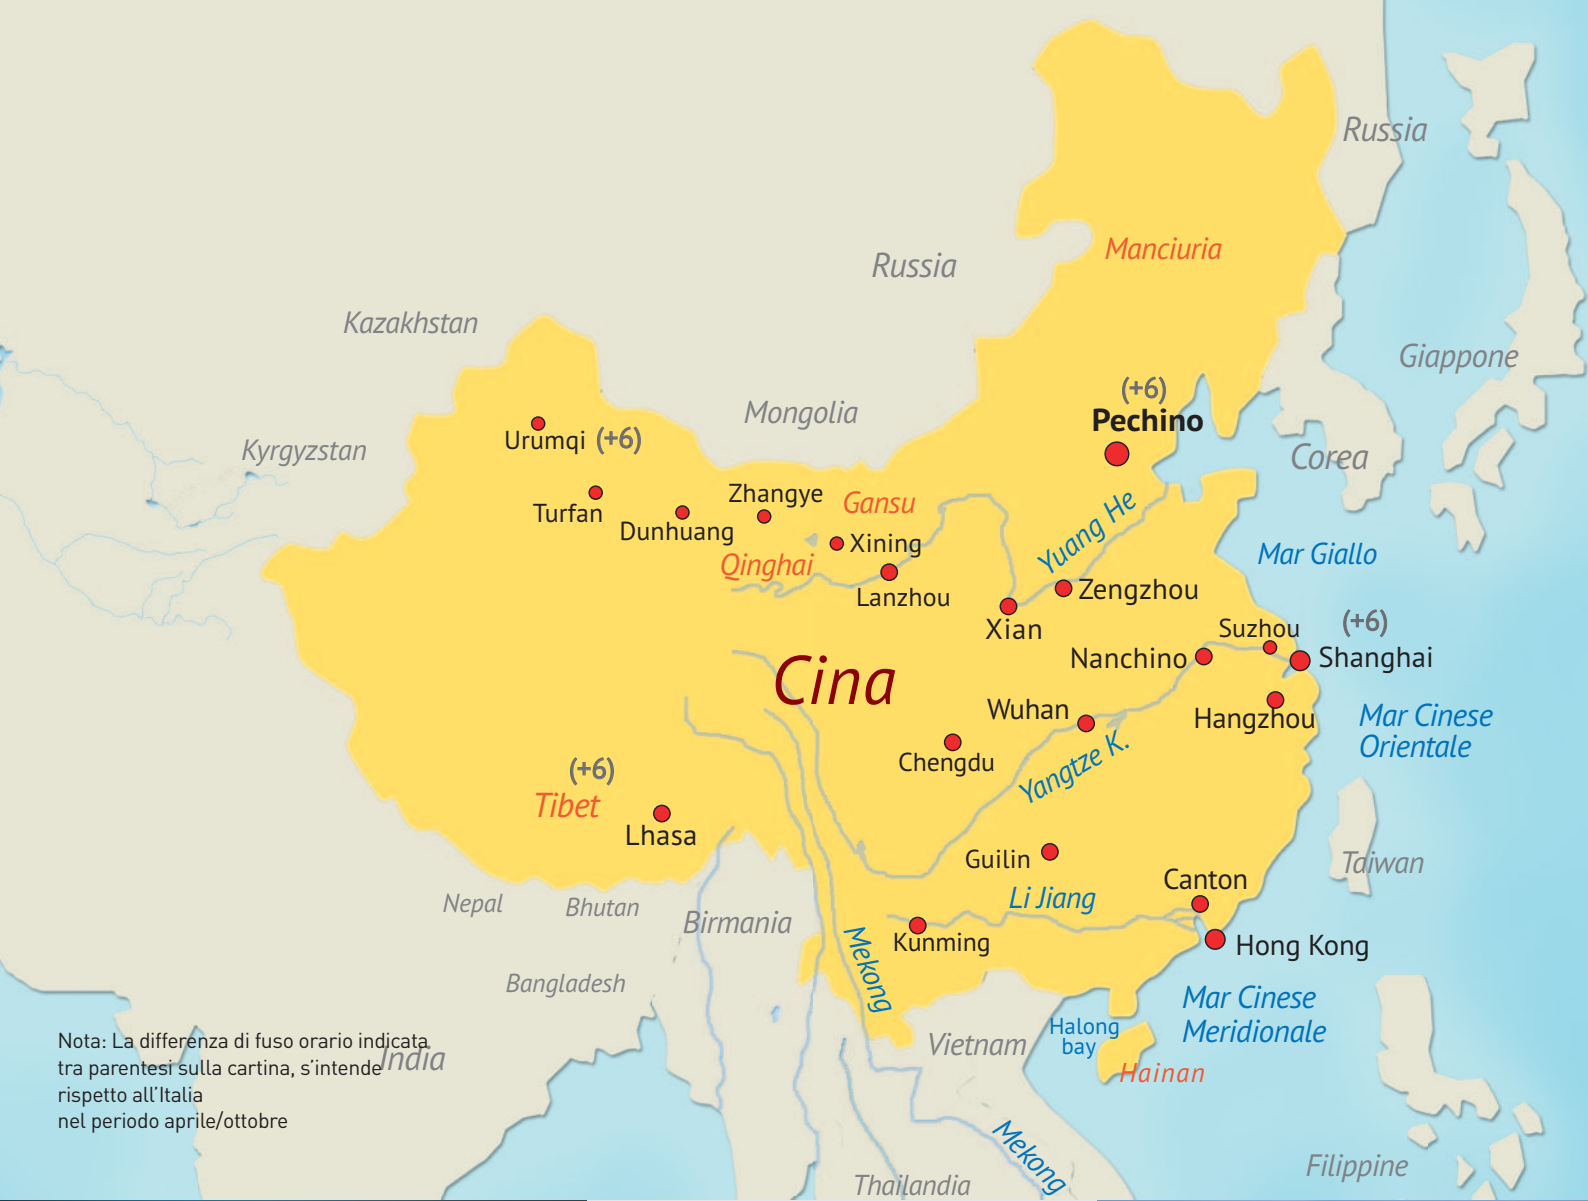 Russia
Manciuria
Russia
Kazakhstan
Giappone
(+6)
Mongolia
Pechino
Urumqi (+6)
Kyrgyzstan
Corea
Zhangye
Gansu
Turfan
Dunhuang
Yuang He
Xining
Mar Giallo
Qinghai
Lanzhou
Zengzhou
Xian
Suzhou
(+6)
Nanchino
Shanghai
Cina
Wuhan
Hangzhou
Mar Cinese
Orientale
Chengdu
Yangtze K.
(+6)
Tibet
Lhasa
Guilin
Taiwan
Canton
Li Jiang
Nepal
Bhutan
Birmania
Kunming
Hong Kong
Mekong
Bangladesh
Mar Cinese
Meridionale
Halong
bay
Vietnam
India
Hainan
Nota: La differenza di fuso orario indicata
tra parentesi sulla cartina, s'intende
rispetto all'Italia
nel periodo aprile/ottobre
Mekong
Filippine
Thailandia